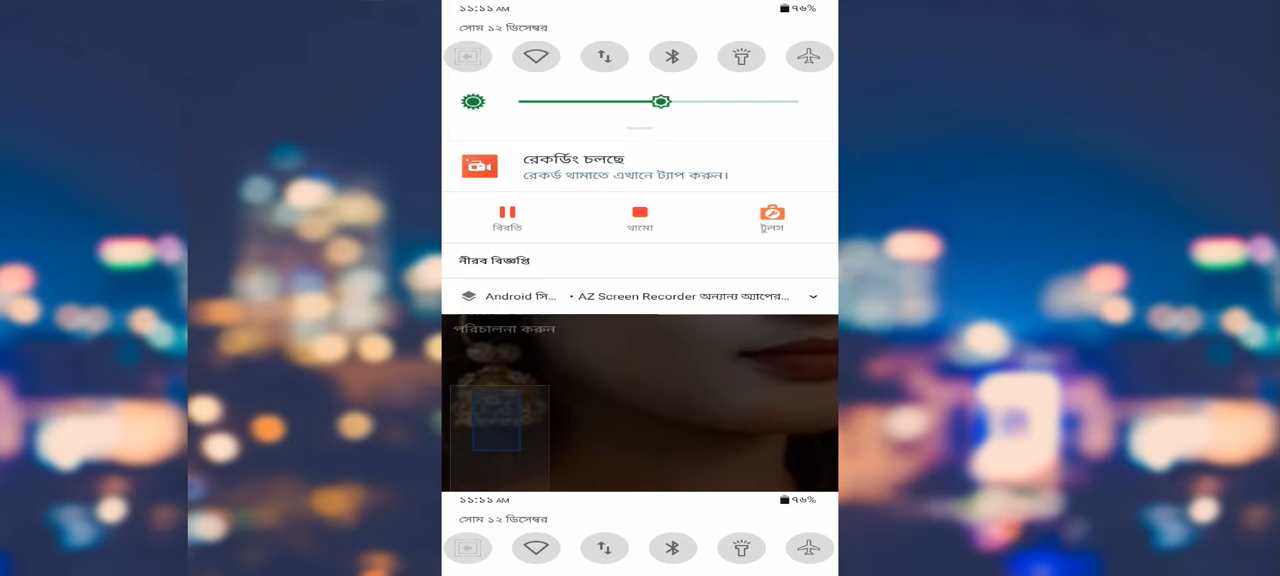 ১১:১১ AM ৭৬%
সোম ১২ ডিসেম্বর
রেকর্ডিং চলছে
রেকর্ড থামাতে এখানে ট্যাপ করুন।
বিরতি থামো টুলস
নীরব বিজ্ঞপ্তি
Android সি... • AZ Screen Recorder অন্যান্য অ্যাপের...
পরিচালনা করুন
১১:১১ AM ৭৬%
সোম ১২ ডিসেম্বর